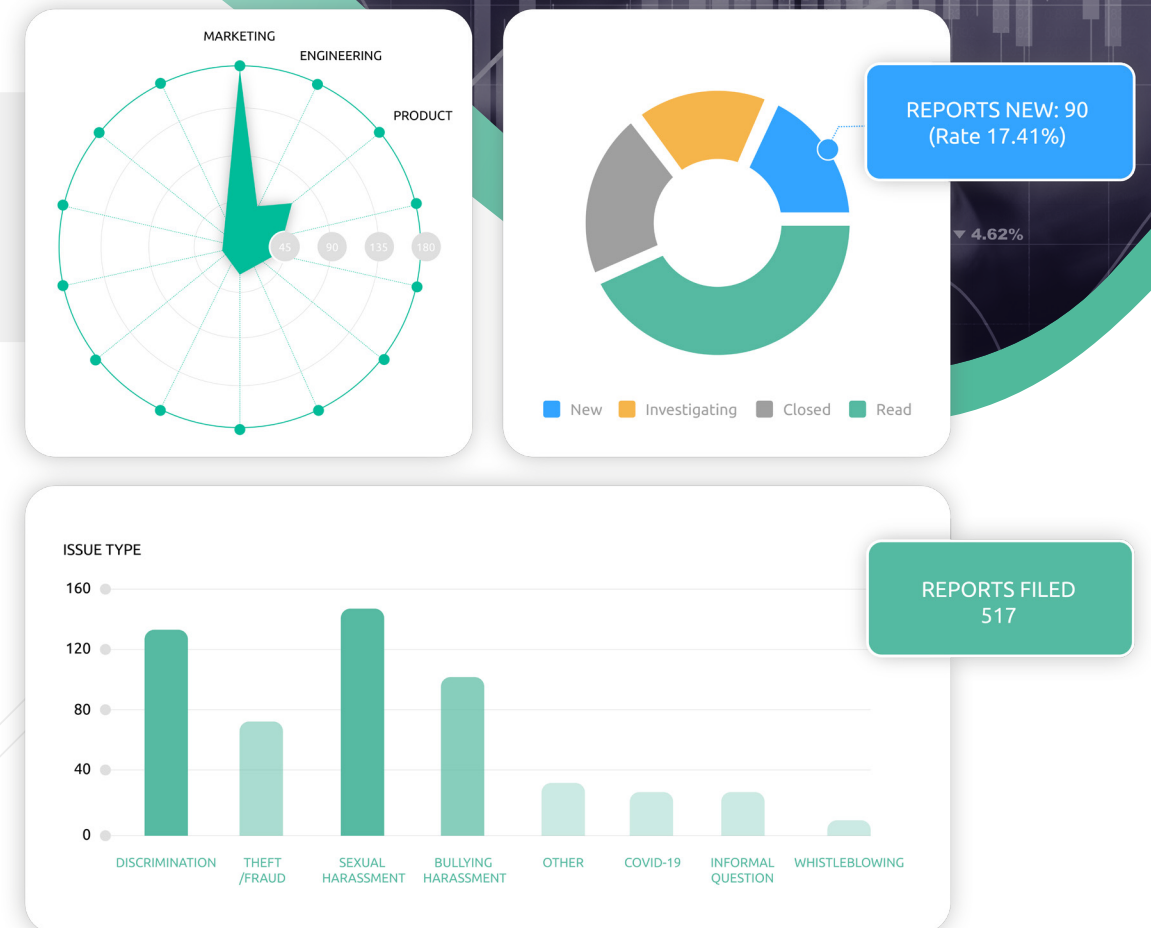 MARKETING
ENGINEERING
PRODUCT
45 90 135 180
REPORTS NEW: 90
(Rate 17.41%)
▼ 4.62%
New Investigating Closed Read
ISSUE TYPE
160
120
80
40
0
DISCRIMINATION
THEFT
/FRAUD
SEXUAL
HARASSMENT
BULLYING
HARASSMENT
OTHER
COVID-19
INFORMAL
QUESTION
WHISTLEBLOWING
REPORTS FILED
517